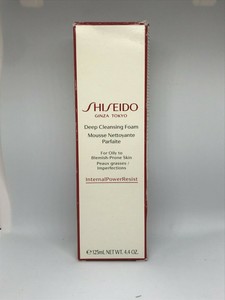 SHISEIDO
GINZA TOKYO
Deep Cleansing Foam
Mousse Nettoyante
Parfaite
For Oily to
Blemish-Prone Skin
Peaux grasses /
Imperfections
InternalPowerResist
℮ 125mL NET WT. 4.4 OZ.